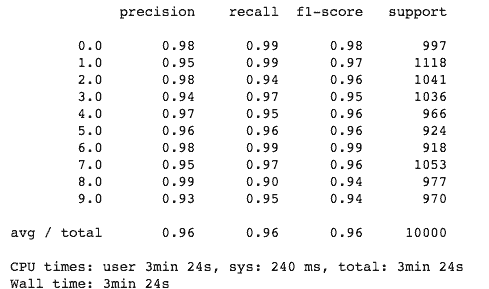 precision recall f1-score support
0.0 0.98 0.99 0.98 997
1.0 0.95 0.99 0.97 1118
2.0 0.98 0.94 0.96 1041
3.0 0.94 0.97 0.95 1036
4.0 0.97 0.95 0.96 966
5.0 0.96 0.96 0.96 924
6.0 0.98 0.99 0.99 918
7.0 0.95 0.97 0.96 1053
8.0 0.99 0.90 0.94 977
9.0 0.93 0.95 0.94 970
avg / total 0.96 0.96 0.96 10000
CPU times: user 3min 24s, sys: 240 ms, total: 3min 24s
Wall time: 3min 24s